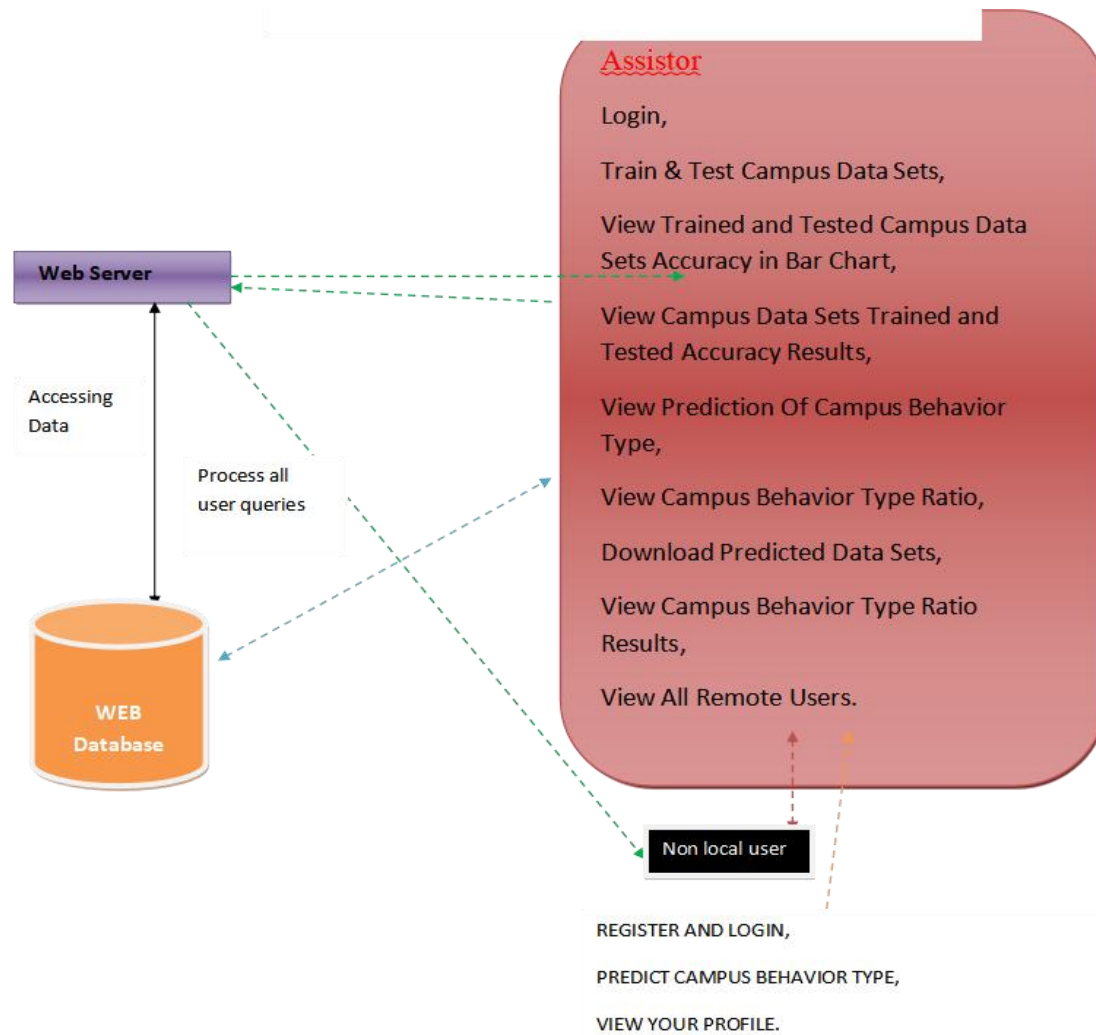 Assistor
Login,
Train & Test Campus Data Sets,
View Trained and Tested Campus Data
Sets Accuracy in Bar Chart,
View Campus Data Sets Trained and
Tested Accuracy Results,
View Prediction Of Campus Behavior
Type,
View Campus Behavior Type Ratio,
Download Predicted Data Sets,
View Campus Behavior Type Ratio
Results,
View All Remote Users.
Web Server
Accessing
Data
Process all
user queries
WEB
Database
Non local user
REGISTER AND LOGIN,
PREDICT CAMPUS BEHAVIOR TYPE,
VIEW YOUR PROFILE.